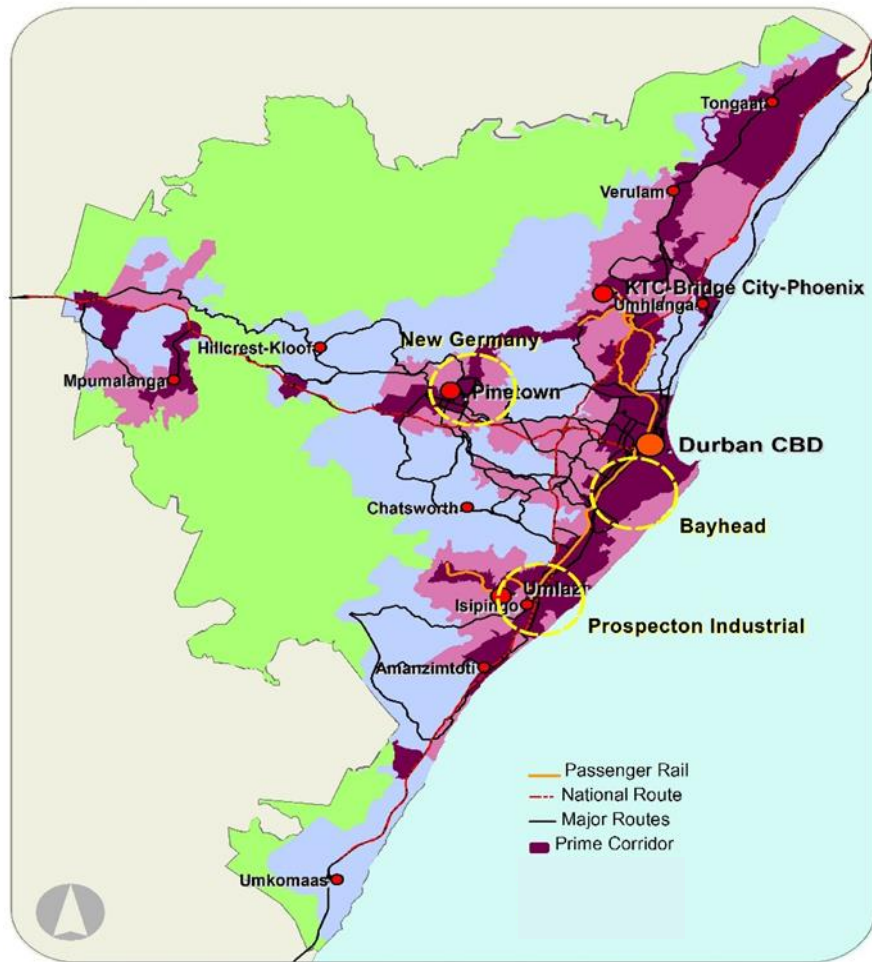 Tongaat
Verulam
KTC-Bridge City-Phoenix
Umhlanga
New Germany
Hillcrest-Kloof
Mpumalanga
Pinetown
Durban CBD
Chatsworth
Bayhead
Umlazi
Isipingo
Prospecton Industrial
Amanzimtoti
Passenger Rail
National Route
Major Routes
Prime Corridor
Umkomaas